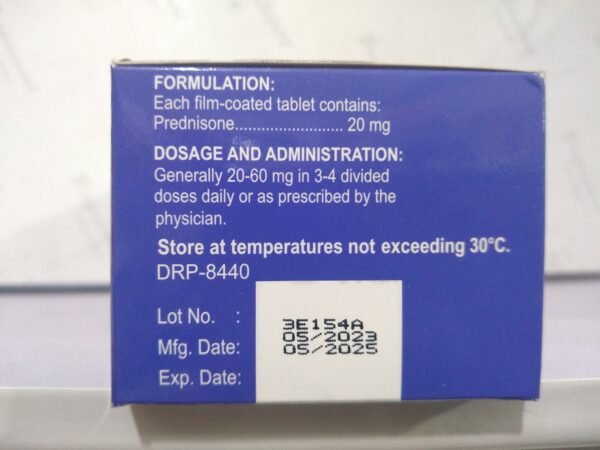 FORMULATION:
Each film-coated tablet contains:
Prednisone........................ 20 mg
DOSAGE AND ADMINISTRATION:
Generally 20-60 mg in 3-4 divided
doses daily or as prescribed by the
physician.
Store at temperatures not exceeding 30°C.
DRP-8440
Lot No. : 3E154A
Mfg. Date: 05/2023
Exp. Date: 05/2025